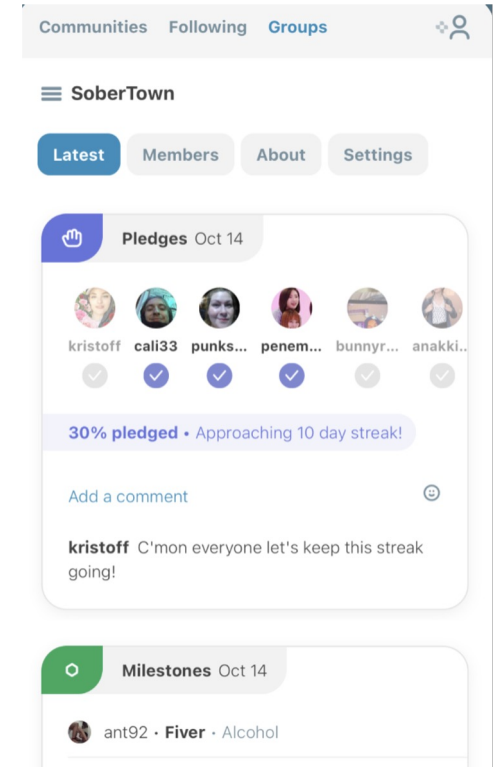 Communities Following Groups
SoberTown
Latest Members About Settings
Pledges Oct 14
kristoff cali33 punks... penem... bunnyr... anakki..
30% pledged • Approaching 10 day streak!
Add a comment
kristoff C'mon everyone let's keep this streak
going!
Milestones Oct 14
ant92 · Fiver · Alcohol